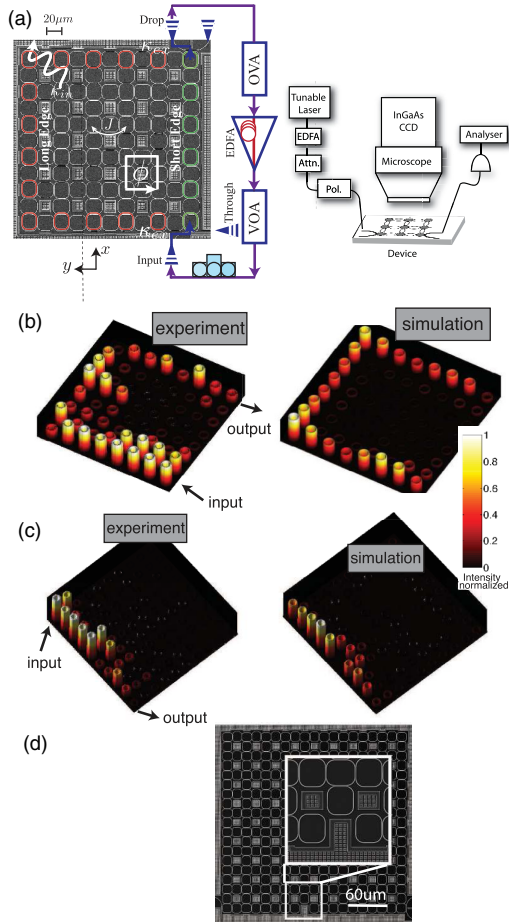 (a)
20μm
Drop
κex
κin
Long Edge
Short Edge
J
Φ
κex
Through
Input
x
y
OVA
EDFA
VOA
Tunable
Laser
EDFA
Attn.
Pol.
InGaAs
CCD
Microscope
Analyser
Device
(b)
experiment
simulation
output
input
1
0.8
0.6
0.4
0.2
0
Intensity
normalized
(c)
experiment
simulation
input
output
(d)
60um